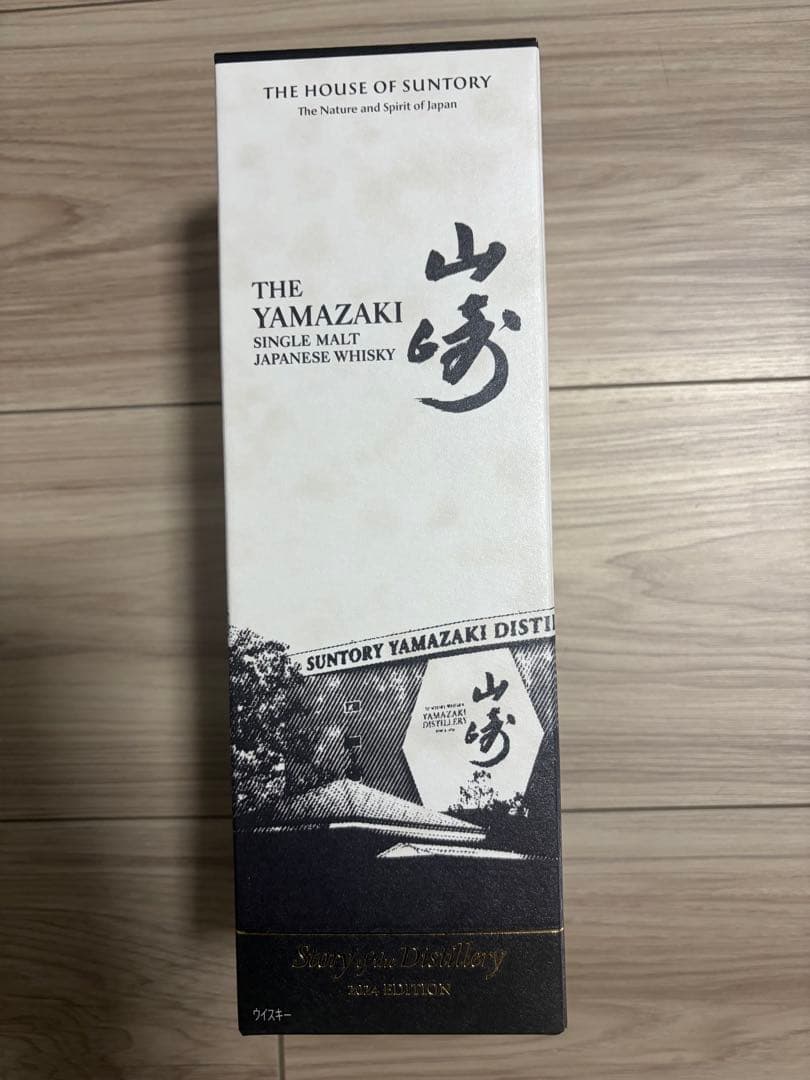 THE HOUSE OF SUNTORY
The Nature and Spirit of Japan
山崎
THE
YAMAZAKI
SINGLE MALT
JAPANESE WHISKY
SUNTORY YAMAZAKI DISTI
山崎
YAMAZAKI
DISTILLERY
Story of the Distillery
2024 EDITION
ウイスキー